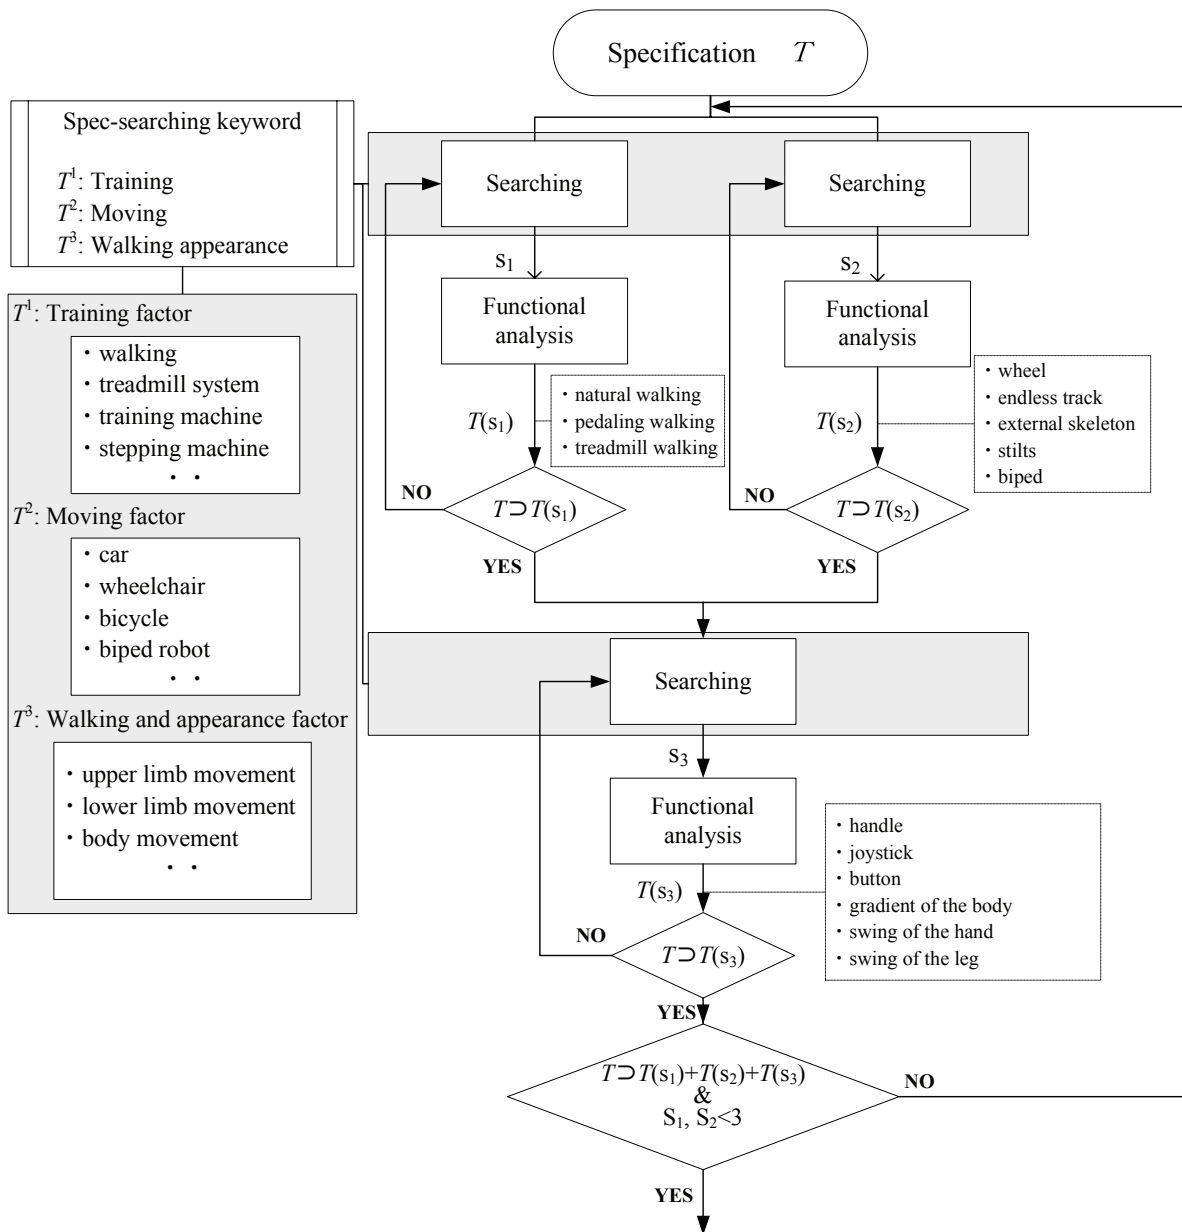 Specification T
Spec-searching keyword
T¹: Training
T²: Moving
T³: Walking appearance
Searching
Searching
s₁
s₂
Functional
analysis
Functional
analysis
T¹: Training factor
・walking
・treadmill system
・training machine
・stepping machine
・・
T(s₁)
・natural walking
・pedaling walking
・treadmill walking
T(s₂)
・wheel
・endless track
・external skeleton
・stilts
・biped
NO
T⊃T(s₁)
YES
NO
T⊃T(s₂)
YES
T²: Moving factor
・car
・wheelchair
・bicycle
・biped robot
・・
Searching
T³: Walking and appearance factor
・upper limb movement
・lower limb movement
・body movement
・・
s₃
Functional
analysis
T(s₃)
・handle
・joystick
・button
・gradient of the body
・swing of the hand
・swing of the leg
NO
T⊃T(s₃)
YES
T⊃T(s₁)+T(s₂)+T(s₃)
&
S₁, S₂<3
NO
YES